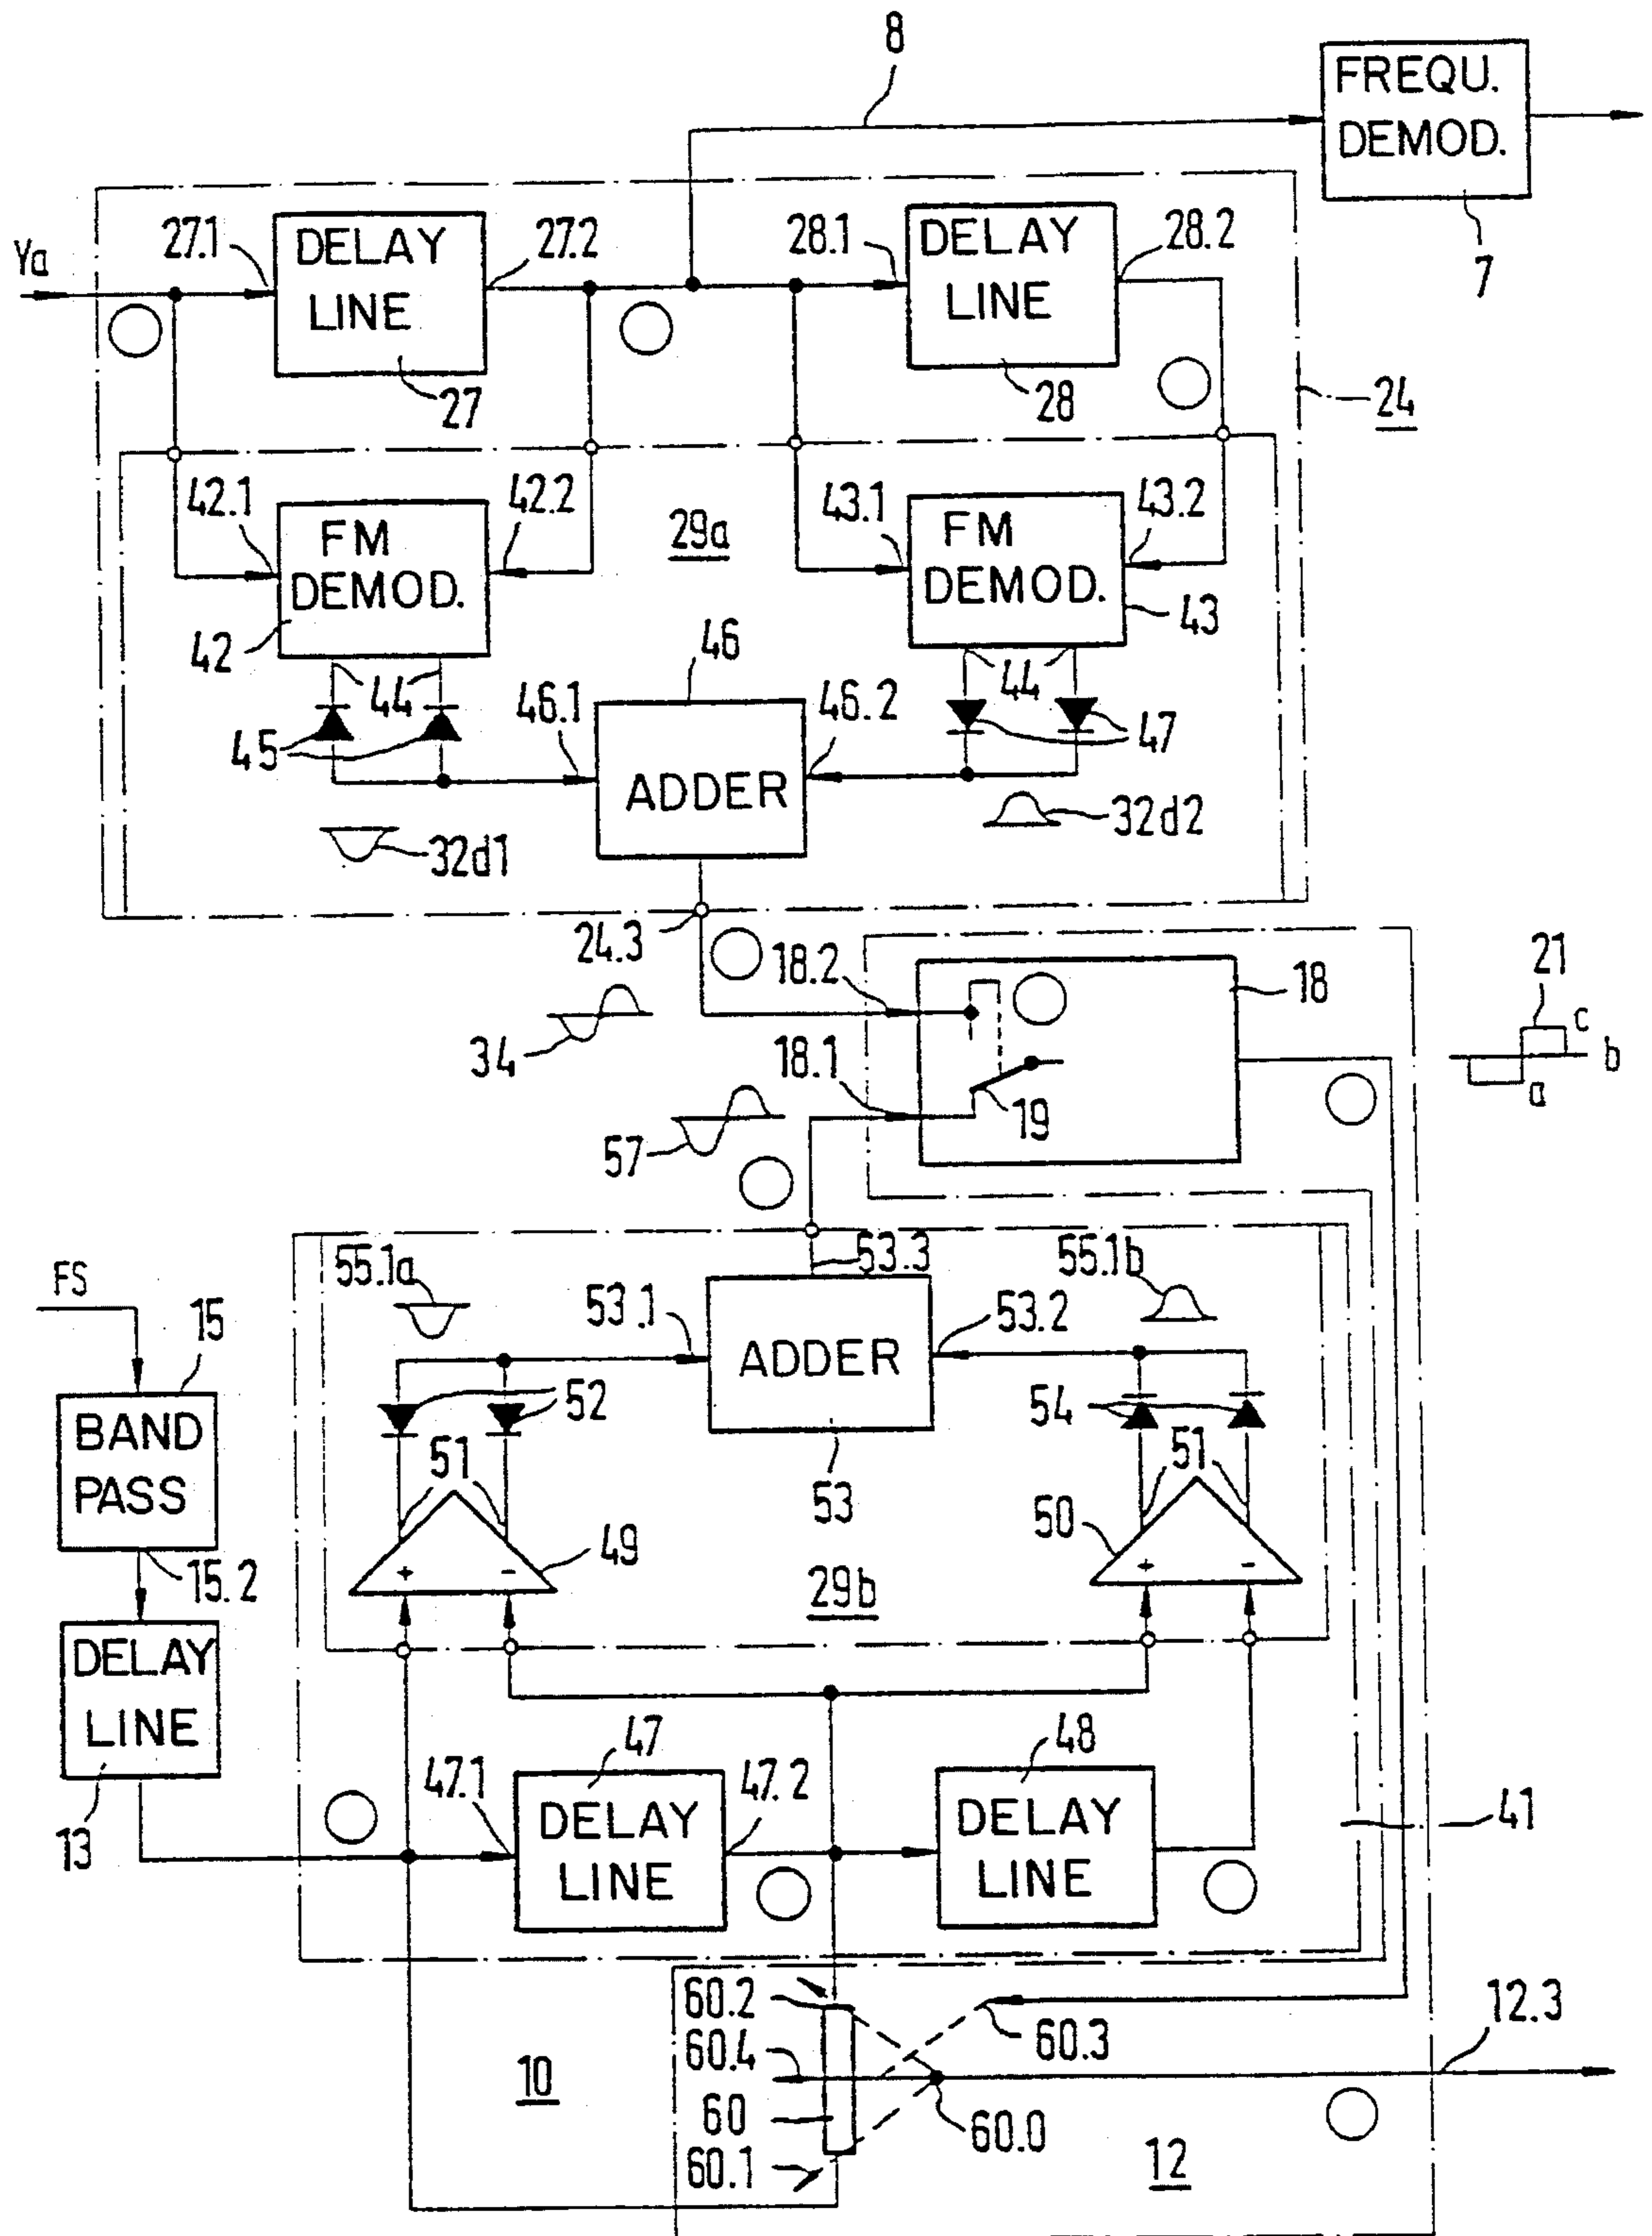 8
FREQU.
DEMOD.
7
Ya
27.1
DELAY
LINE
27.2
28.1
DELAY
LINE
28.2
27
28
24
42.1
FM
DEMOD.
42.2
29a
43.1
FM
DEMOD.
43.2
42
43
44
46
44
45
46.1
ADDER
46.2
47
32d1
32d2
24.3
18.2
18
21
c
b
a
34
18.1
19
57
FS
55.1a
53.3
55.1b
15
53.1
ADDER
53.2
BAND
PASS
52
54
51
51
53
50
49
+
-
+
-
15.2
29b
DELAY
LINE
13
47
48
47.1
DELAY
LINE
47.2
DELAY
LINE
41
60.2
60.3
12.3
60.4
10
60
60.0
60.1
12